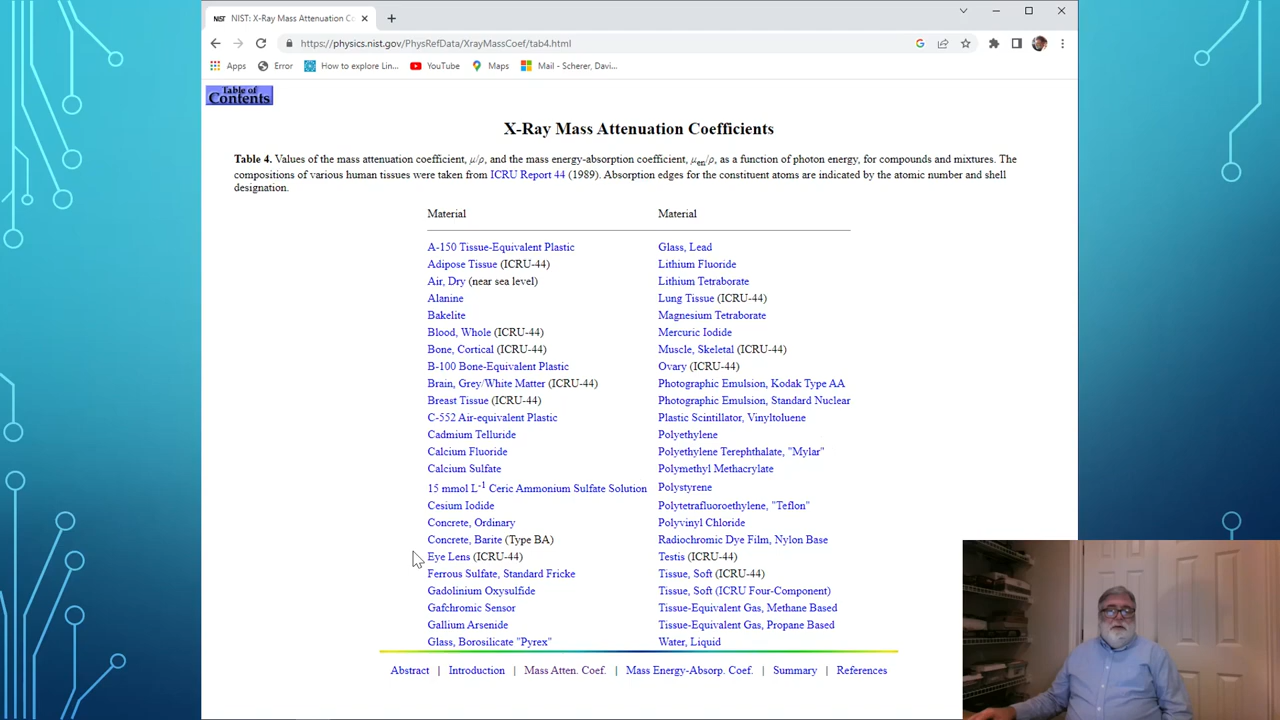 NIST NIST: X-Ray Mass Attenuation C
https://physics.nist.gov/PhysRefData/XrayMassCoef/tab4.html
Apps Error How to explore Lin... YouTube Maps Mail - Scherer, Davi...
Table of
Contents
X-Ray Mass Attenuation Coefficients
Table 4. Values of the mass attenuation coefficient, μ/ρ, and the mass energy-absorption coefficient, μen/ρ, as a function of photon energy, for compounds and mixtures. The
compositions of various human tissues were taken from ICRU Report 44 (1989). Absorption edges for the constituent atoms are indicated by the atomic number and shell
designation.
Material Material
A-150 Tissue-Equivalent Plastic Glass, Lead
Adipose Tissue (ICRU-44) Lithium Fluoride
Air, Dry (near sea level) Lithium Tetraborate
Alanine Lung Tissue (ICRU-44)
Bakelite Magnesium Tetraborate
Blood, Whole (ICRU-44) Mercuric Iodide
Bone, Cortical (ICRU-44) Muscle, Skeletal (ICRU-44)
B-100 Bone-Equivalent Plastic Ovary (ICRU-44)
Brain, Grey/White Matter (ICRU-44) Photographic Emulsion, Kodak Type AA
Breast Tissue (ICRU-44) Photographic Emulsion, Standard Nuclear
C-552 Air-equivalent Plastic Plastic Scintillator, Vinyltoluene
Cadmium Telluride Polyethylene
Calcium Fluoride Polyethylene Terephthalate, "Mylar"
Calcium Sulfate Polymethyl Methacrylate
15 mmol L-1 Ceric Ammonium Sulfate Solution Polystyrene
Cesium Iodide Polytetrafluoroethylene, "Teflon"
Concrete, Ordinary Polyvinyl Chloride
Concrete, Barite (Type BA) Radiochromic Dye Film, Nylon Base
Eye Lens (ICRU-44) Testis (ICRU-44)
Ferrous Sulfate, Standard Fricke Tissue, Soft (ICRU-44)
Gadolinium Oxysulfide Tissue, Soft (ICRU Four-Component)
Gafchromic Sensor Tissue-Equivalent Gas, Methane Based
Gallium Arsenide Tissue-Equivalent Gas, Propane Based
Glass, Borosilicate "Pyrex" Water, Liquid
Abstract | Introduction | Mass Atten. Coef. | Mass Energy-Absorp. Coef. | Summary | References